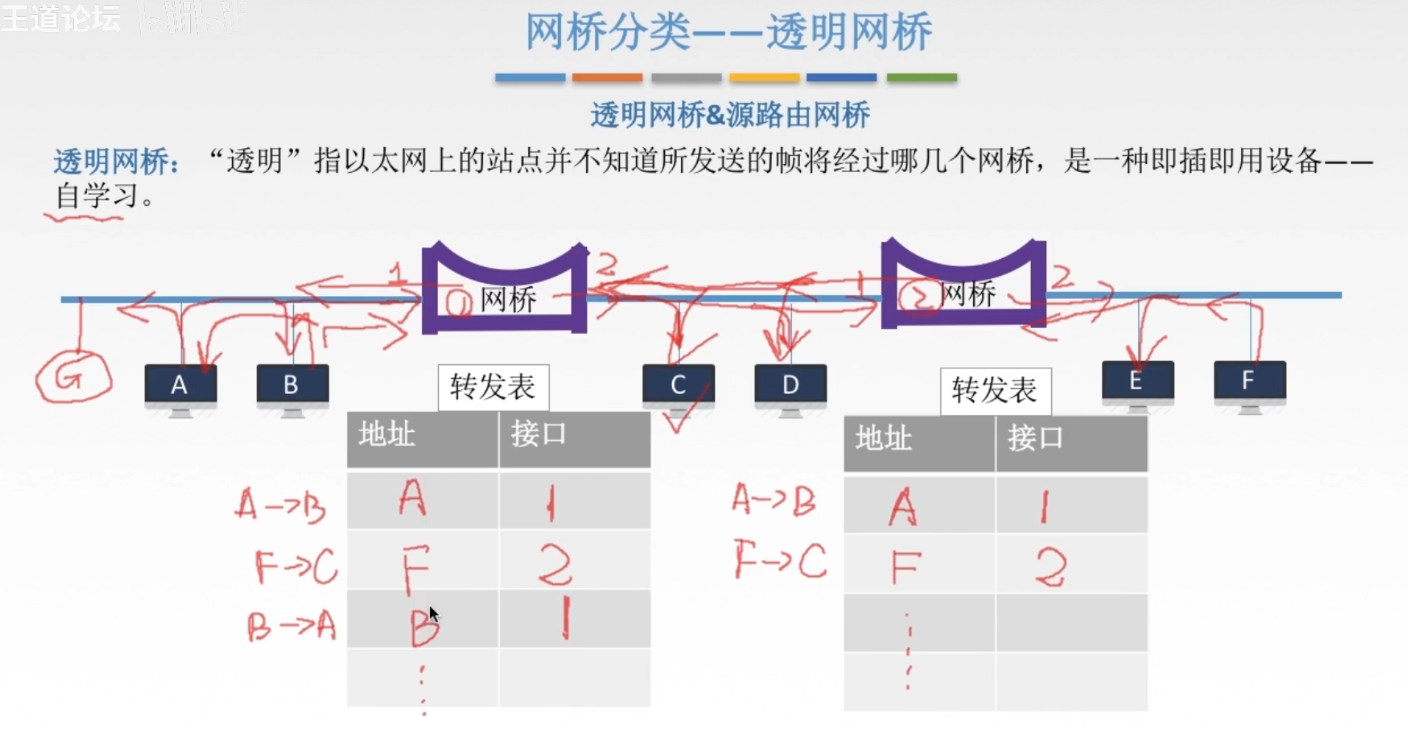 王道论坛
网桥分类——透明网桥
透明网桥&源路由网桥
透明网桥：“透明”指以太网上的站点并不知道所发送的帧将经过哪几个网桥，是一种即插即用设备——
自学习。
1 ① 网桥 2 1 ② 网桥 2
G A B 转发表 C D 转发表 E F
地址 接口 地址 接口
A→B A 1 A→B A 1
F→C F 2 F→C F 2
B→A B 1